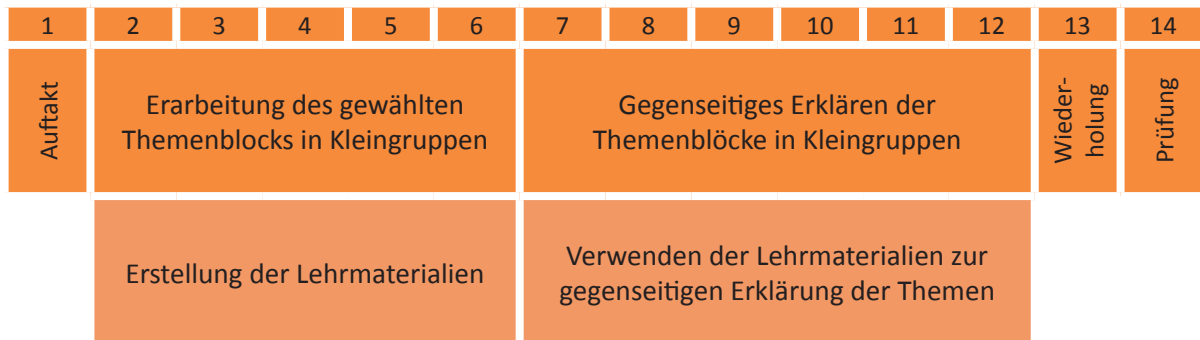 1 2 3 4 5 6 7 8 9 10 11 12 13 14
Auftakt
Erarbeitung des gewählten
Themenblocks in Kleingruppen
Gegenseitiges Erklären der
Themenblöcke in Kleingruppen
Wieder-
holung
Prüfung
Erstellung der Lehrmaterialien
Verwenden der Lehrmaterialien zur
gegenseitigen Erklärung der Themen